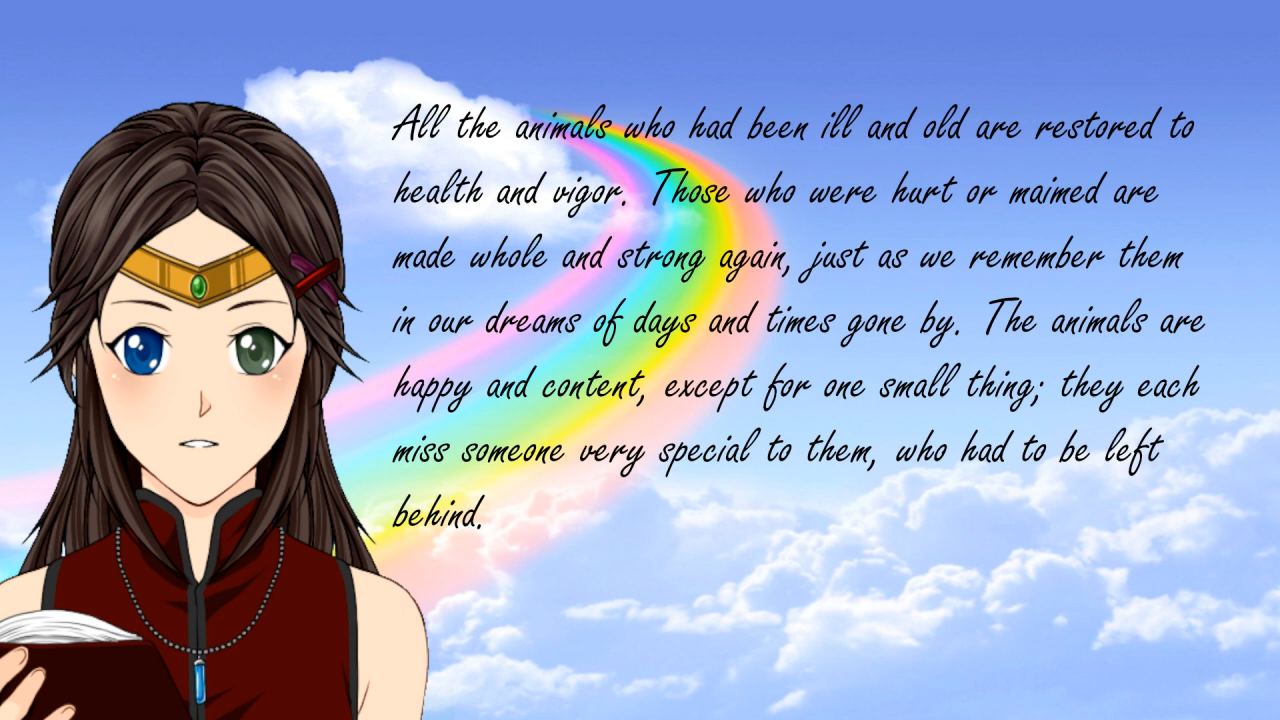 All the animals who had been ill and old are restored to
health and vigor. Those who were hurt or maimed are
made whole and strong again, just as we remember them
in our dreams of days and times gone by. The animals are
happy and content, except for one small thing; they each
miss someone very special to them, who had to be left
behind.